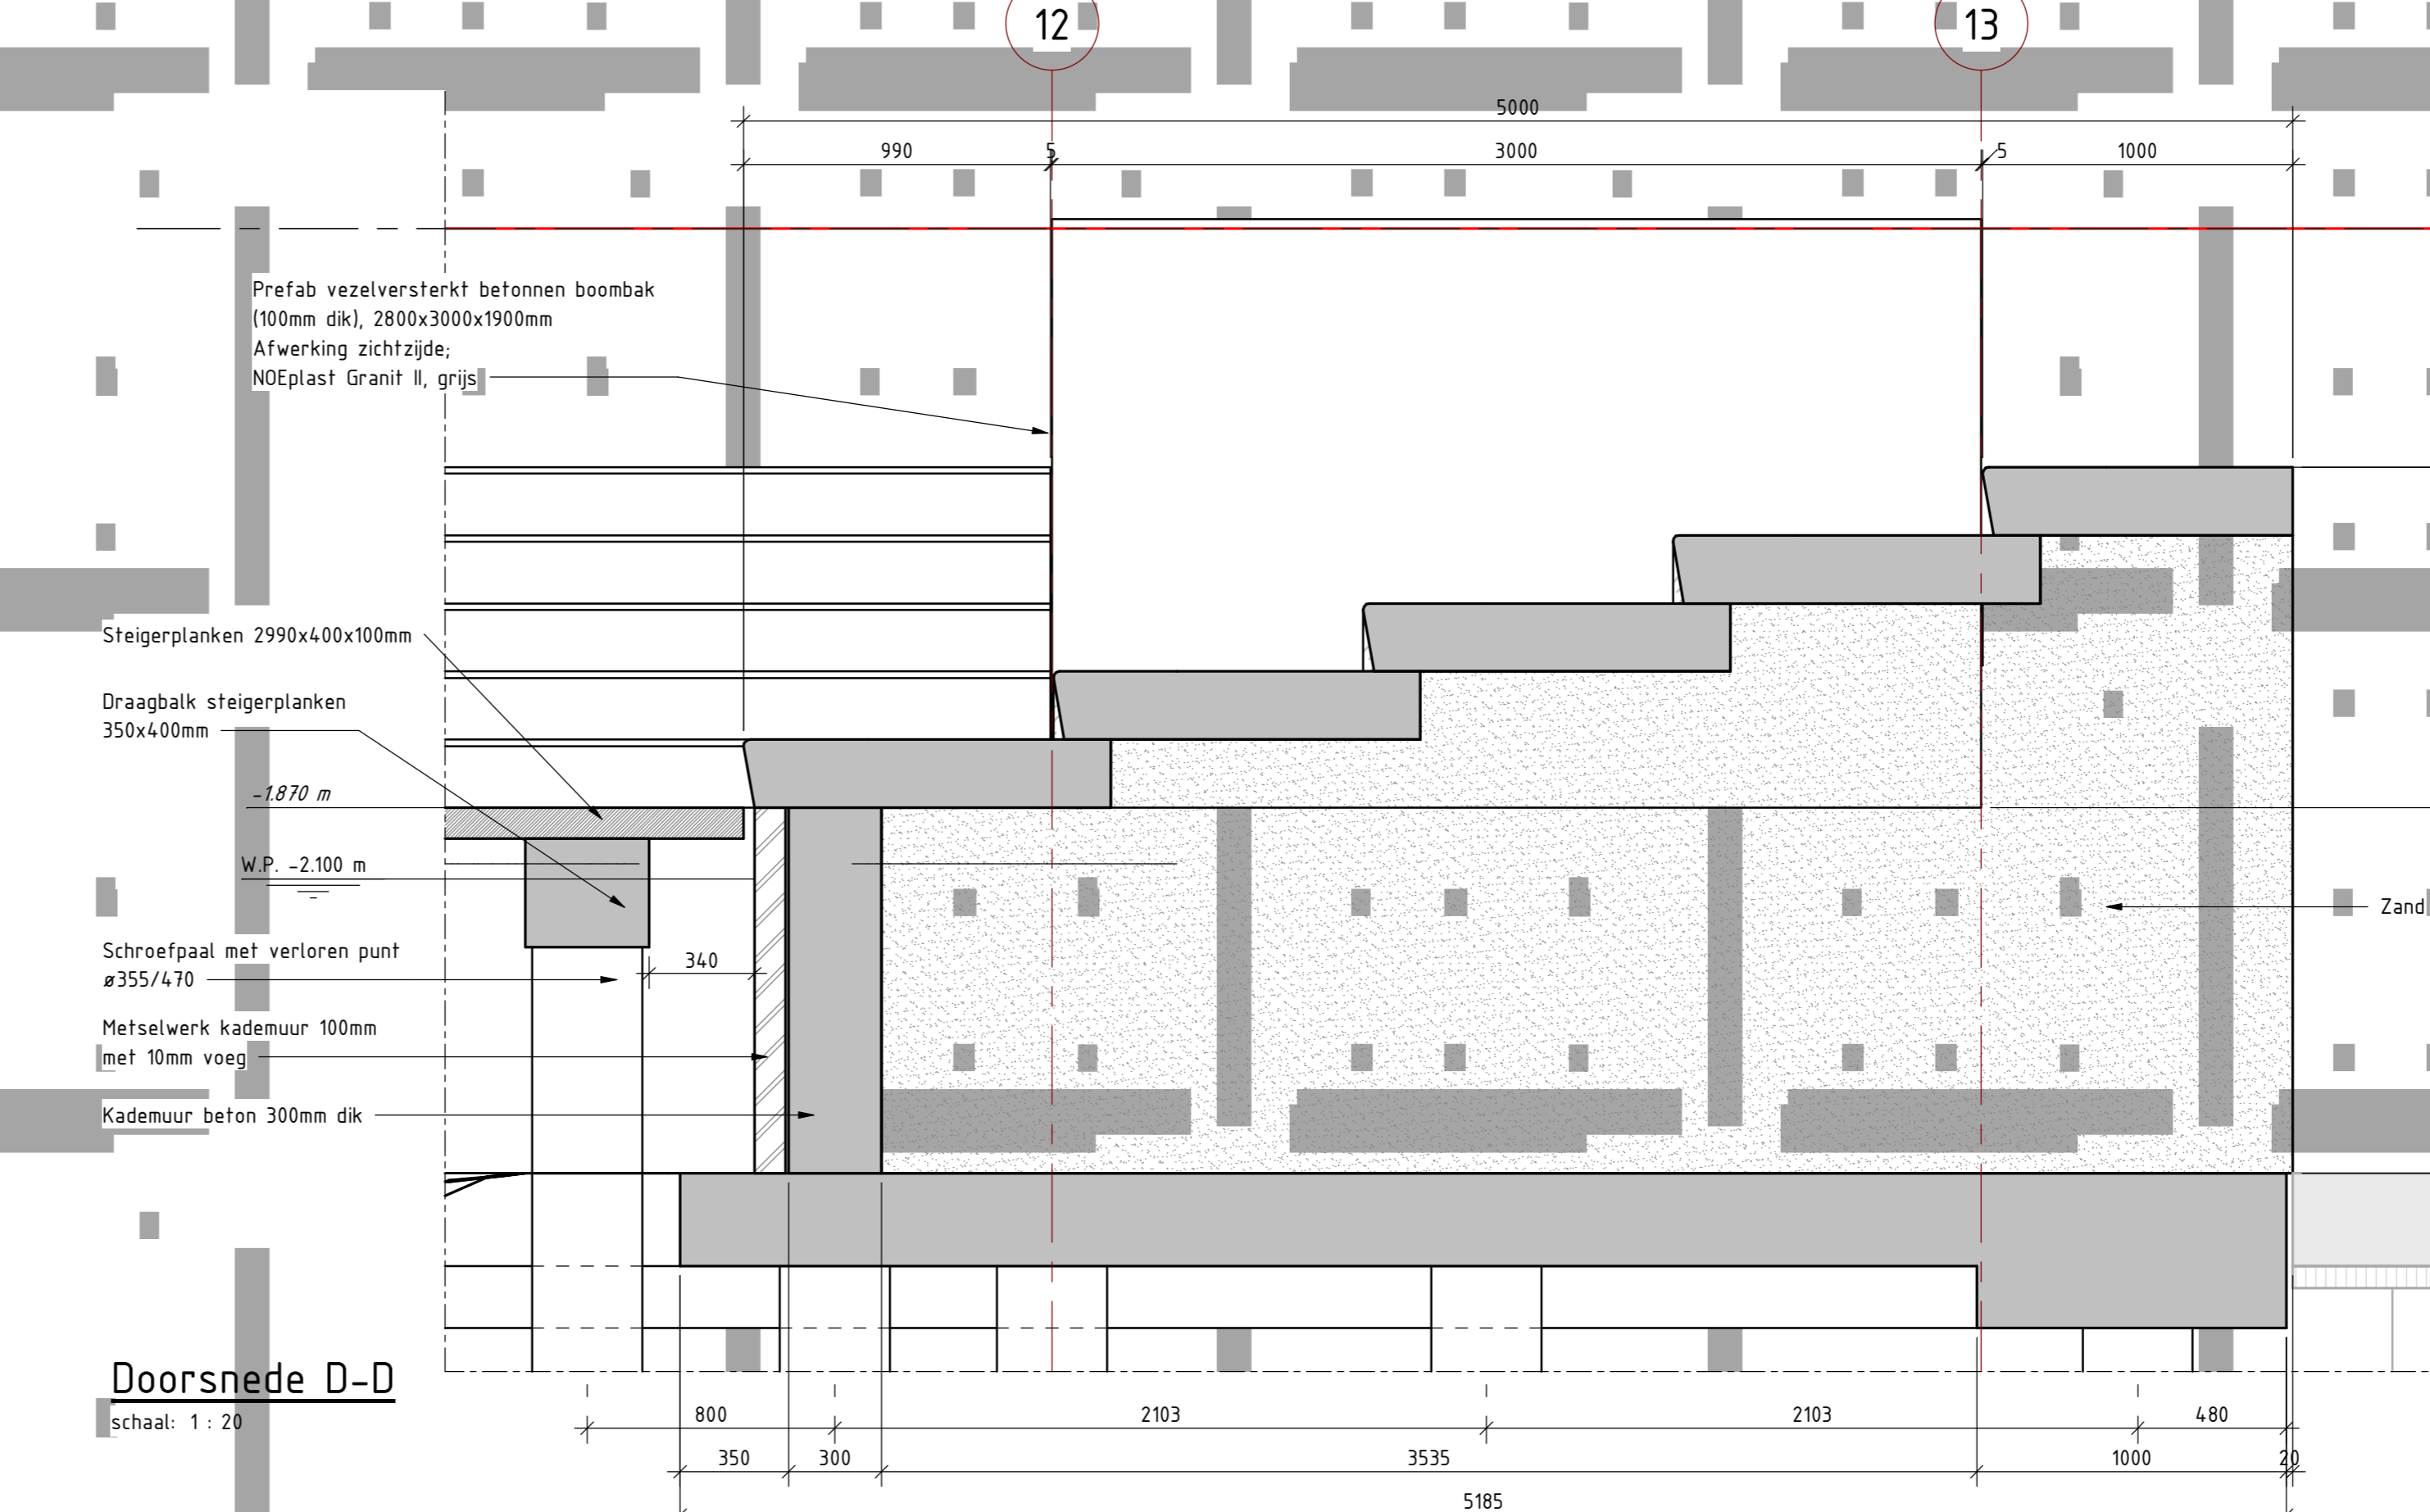 12
13
5000
990
5
3000
5
1000
Prefab vezelversterkt betonnen boombak
(100mm dik), 2800x3000x1900mm
Afwerking zichtzijde;
NOEplast Granit II, grijs
Steigerplanken 2990x400x100mm
Draagbalk steigerplanken
350x400mm
-1.870 m
W.P. -2.100 m
Zand
Schroefpaal met verloren punt
ø355/470
340
Metselwerk kademuur 100mm
met 10mm voeg
Kademuur beton 300mm dik
Doorsnede D-D
schaal: 1 : 20
800
2103
2103
480
350
300
3535
1000
20
5185